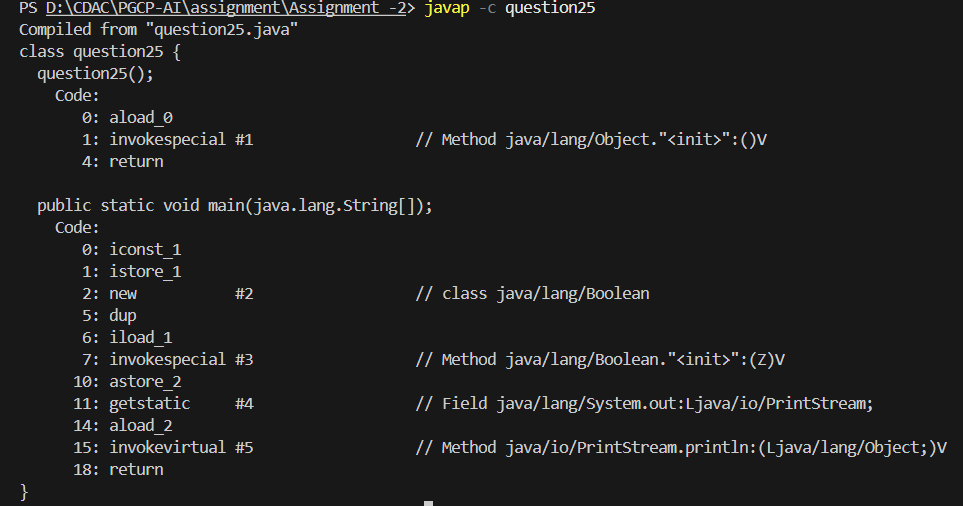 PS D:\CDAC\PGCP-AI\assignment\Assignment -2> javap -c question25
Compiled from "question25.java"
class question25 {
  question25();
    Code:
       0: aload_0
       1: invokespecial #1                  // Method java/lang/Object."<init>":()V
       4: return

  public static void main(java.lang.String[]);
    Code:
       0: iconst_1
       1: istore_1
       2: new           #2                  // class java/lang/Boolean
       5: dup
       6: iload_1
       7: invokespecial #3                  // Method java/lang/Boolean."<init>":(Z)V
      10: astore_2
      11: getstatic     #4                  // Field java/lang/System.out:Ljava/io/PrintStream;
      14: aload_2
      15: invokevirtual #5                  // Method java/io/PrintStream.println:(Ljava/lang/Object;)V
      18: return
}